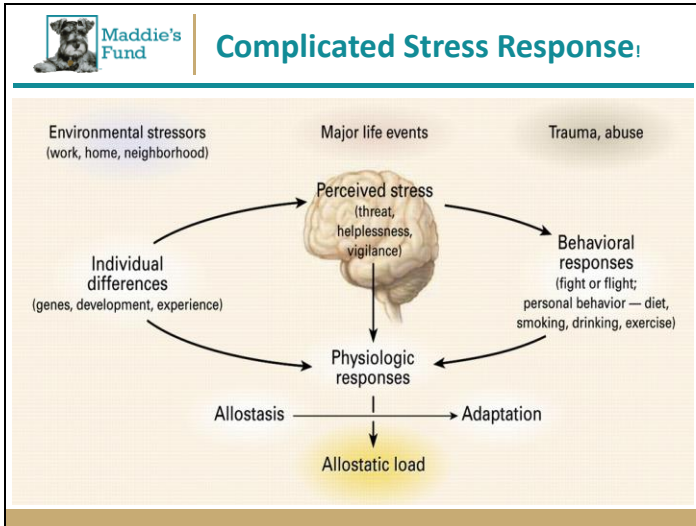 Maddie's
Fund
Complicated Stress Response!
Environmental stressors
(work, home, neighborhood)
Major life events
Trauma, abuse
Perceived stress
(threat,
helplessness,
vigilance)
Individual
differences
(genes, development, experience)
Behavioral
responses
(fight or flight;
personal behavior — diet,
smoking, drinking, exercise)
Physiologic
responses
Allostasis
Adaptation
Allostatic load